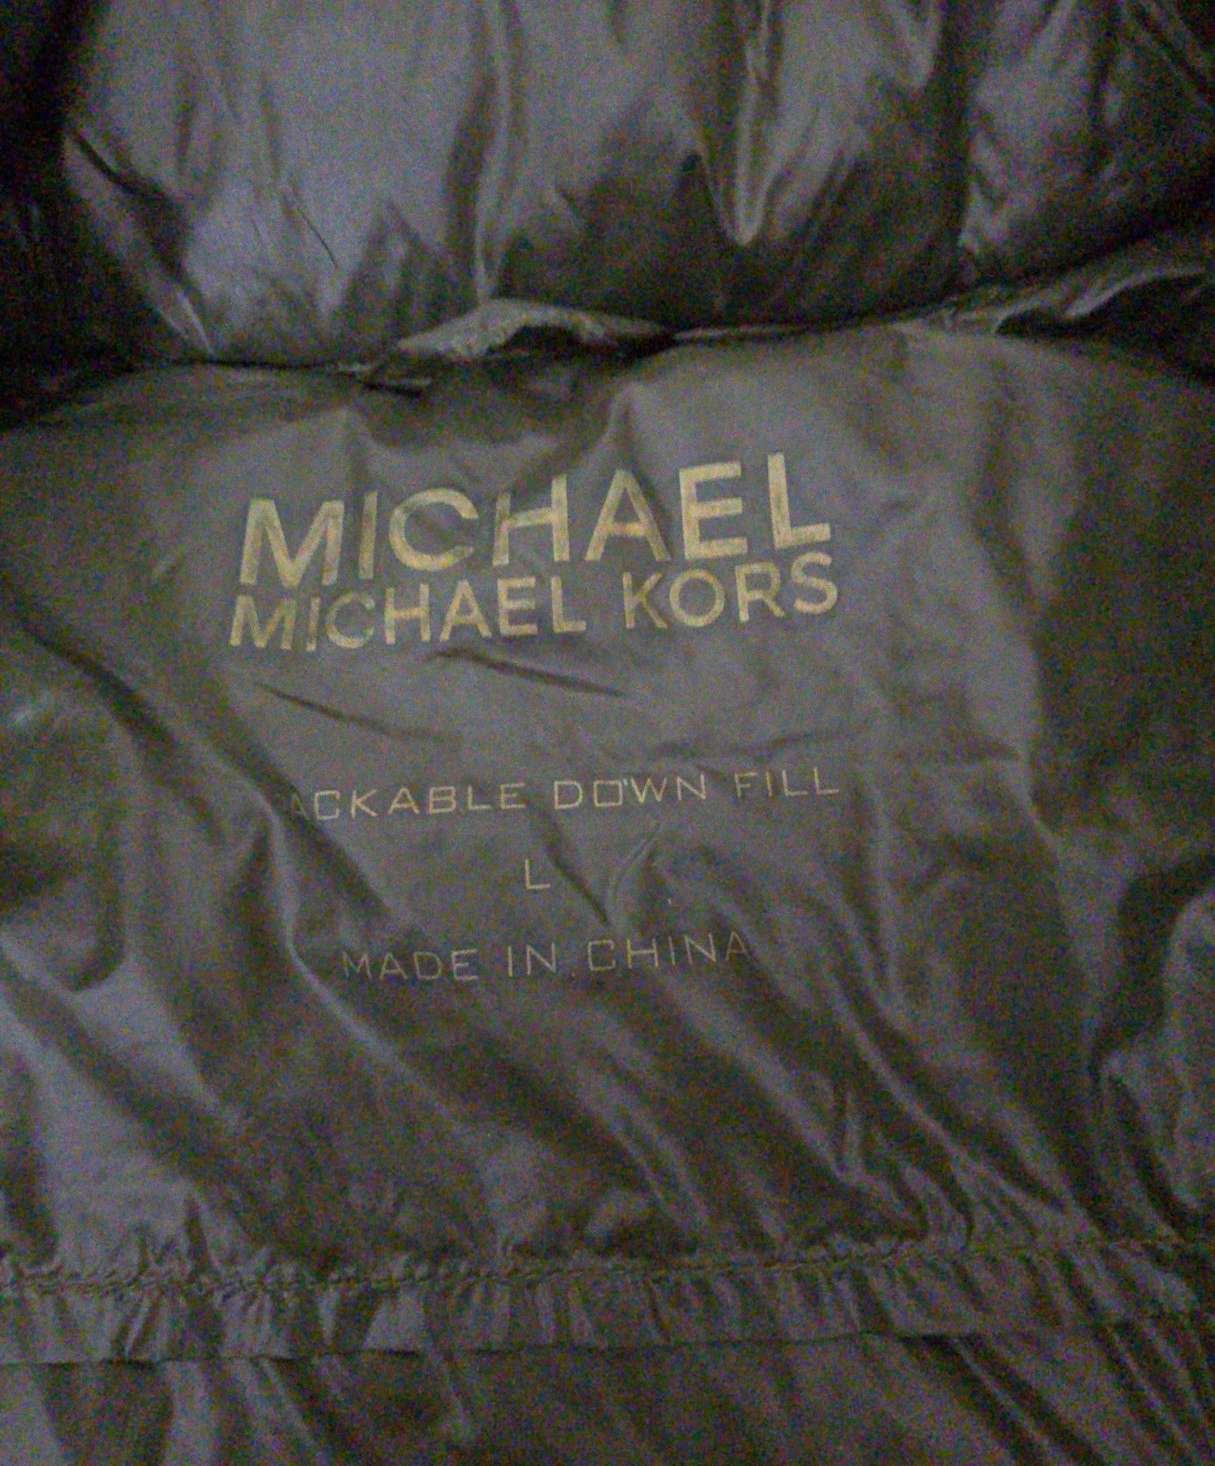 MICHAEL
MICHAEL KORS
ACKABLE DOWN FILL
L
MADE IN CHINA